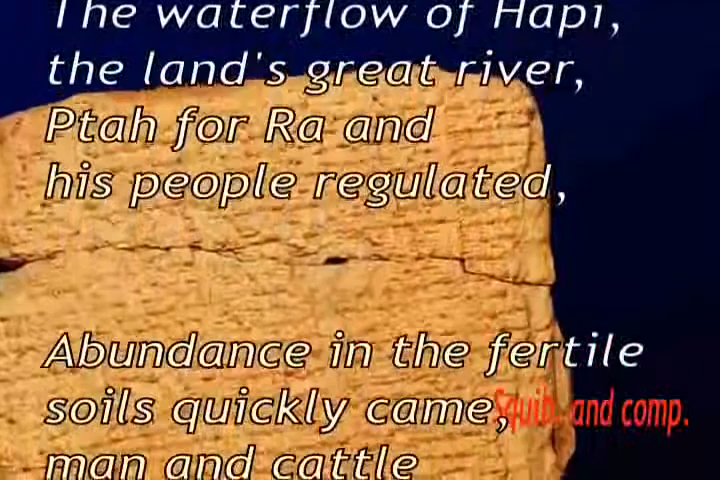 The waterflow of Hapi,
the land's great river,
Ptah for Ra and
his people regulated,
Abundance in the fertile
soils quickly came,
Squib. and comp.
man and cattle